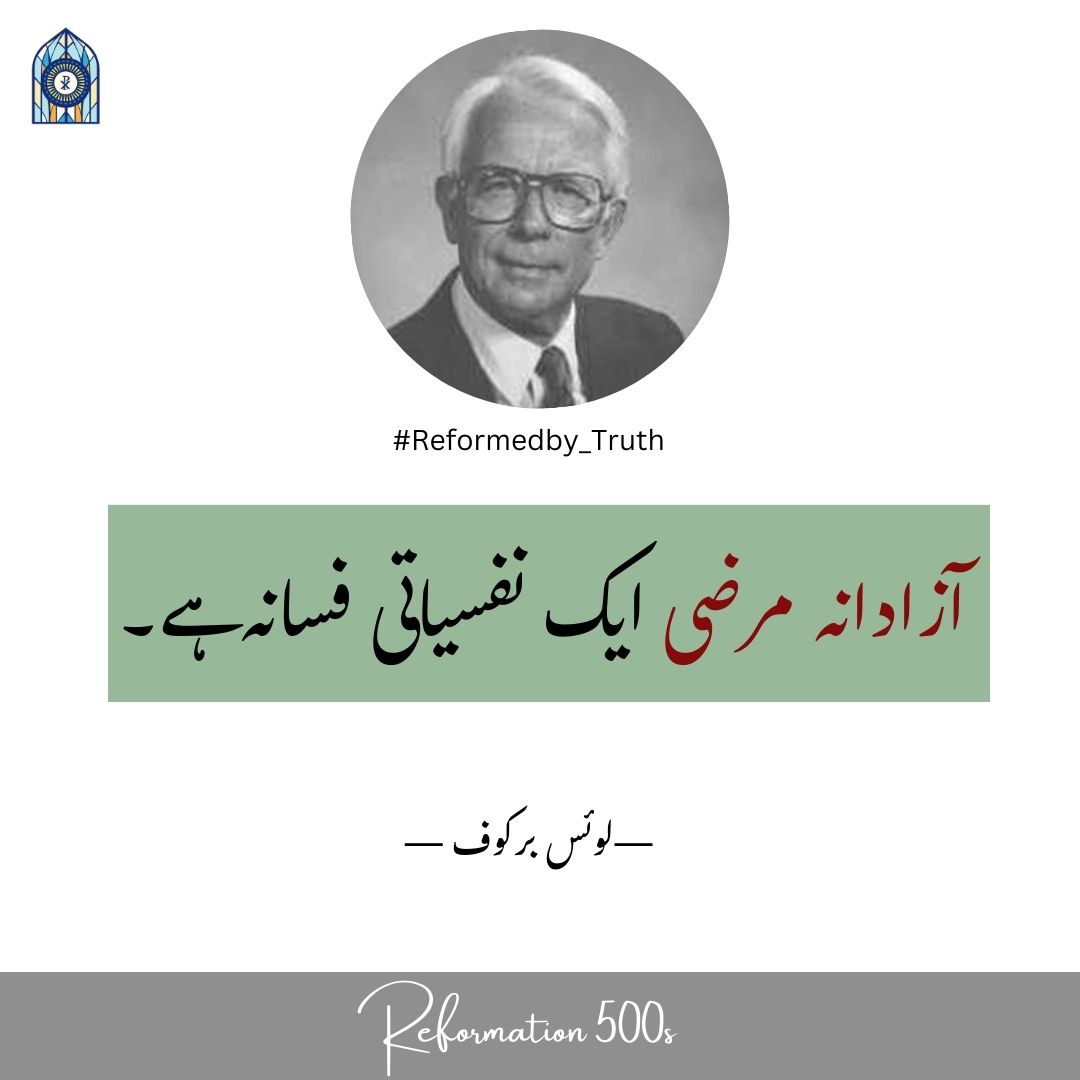 #Reformedby_Truth
آزادانہ مرضی ایک نفسیاتی فسانہ ہے۔
—لوئس برکوف —
Reformation 500s